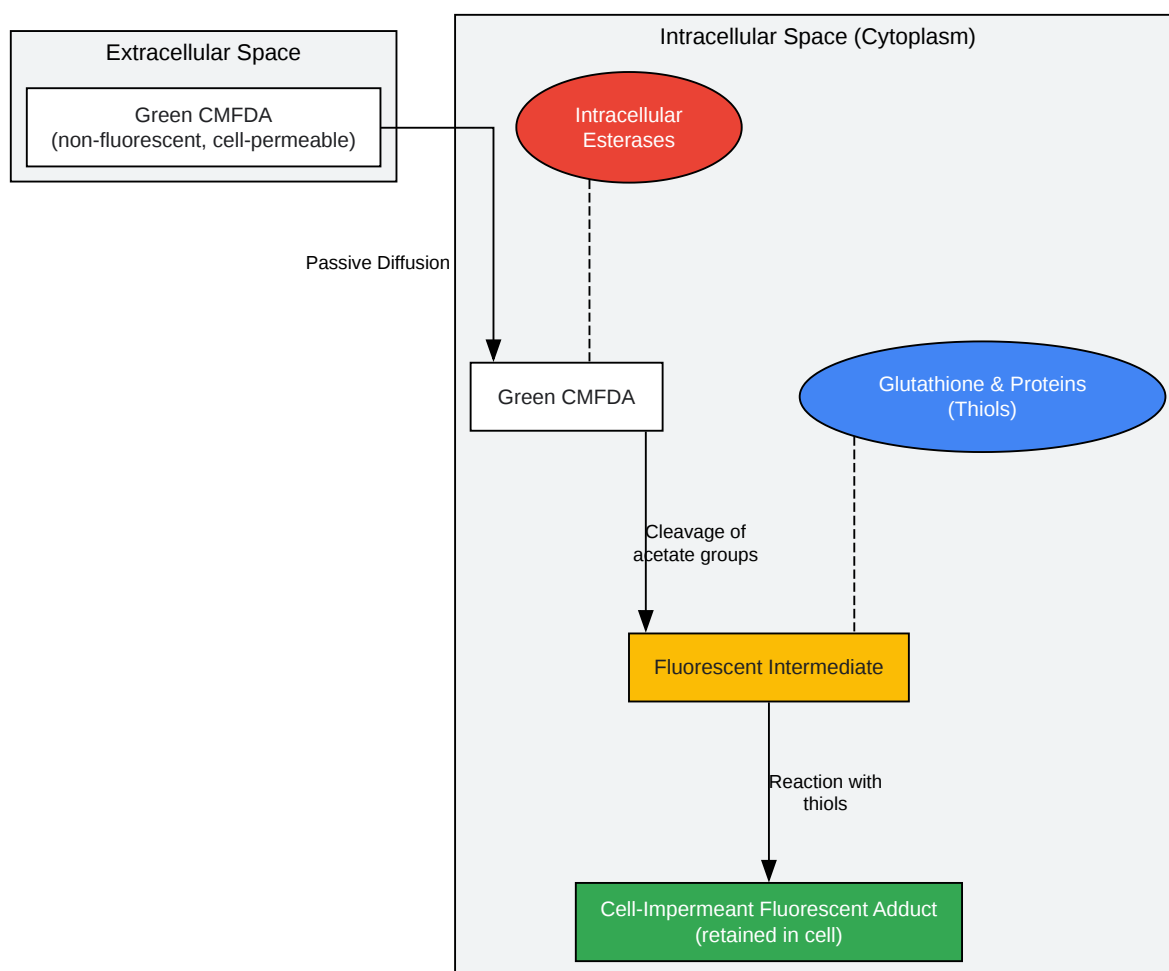 Extracellular Space
Green CMFDA
(non-fluorescent, cell-permeable)
Intracellular Space (Cytoplasm)
Intracellular
Esterases
Passive Diffusion
Green CMFDA
Glutathione & Proteins
(Thiols)
Cleavage of
acetate groups
Fluorescent Intermediate
Reaction with
thiols
Cell-Impermeant Fluorescent Adduct
(retained in cell)